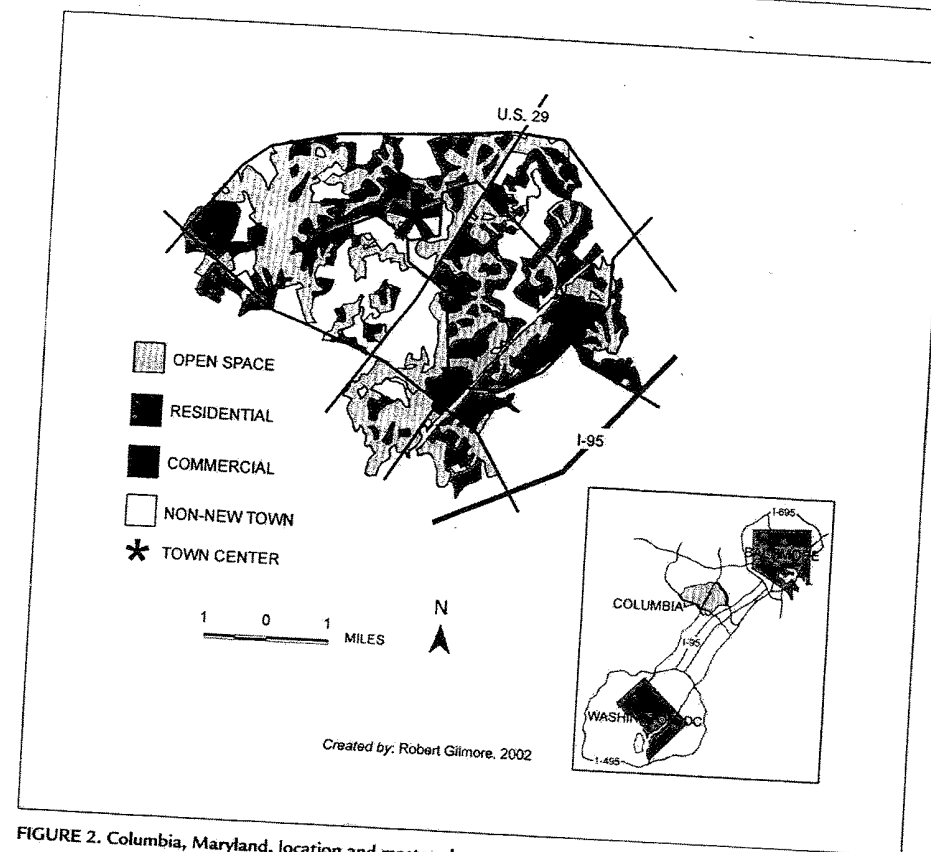 U.S. 29
OPEN SPACE
RESIDENTIAL
COMMERCIAL
NON-NEW TOWN
TOWN CENTER
I-95
1 0 1 MILES
N
Created by: Robert Gilmore, 2002
I-695
BALTIMORE
COLUMBIA
I-95
WASHINGTON DC
I-495
FIGURE 2. Columbia, Maryland, location and